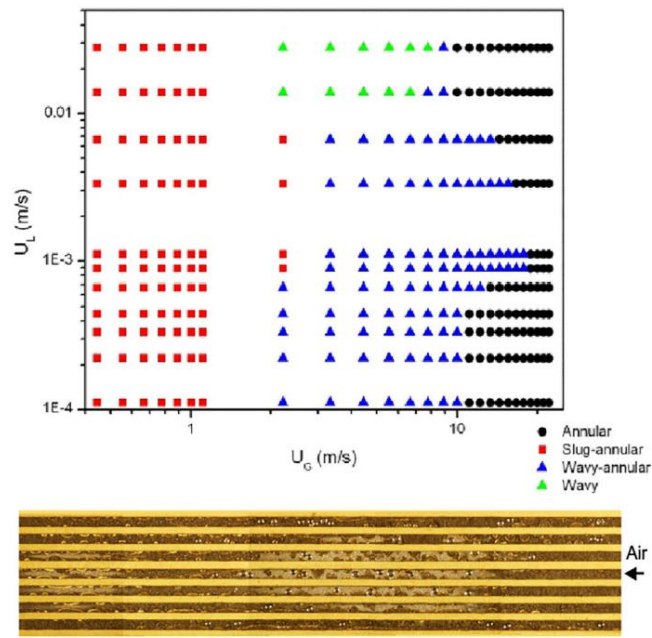 0.01
U_L (m/s)
1E-3
1E-4
1
10
U_G (m/s)
Annular
Slug-annular
Wavy-annular
Wavy
Air